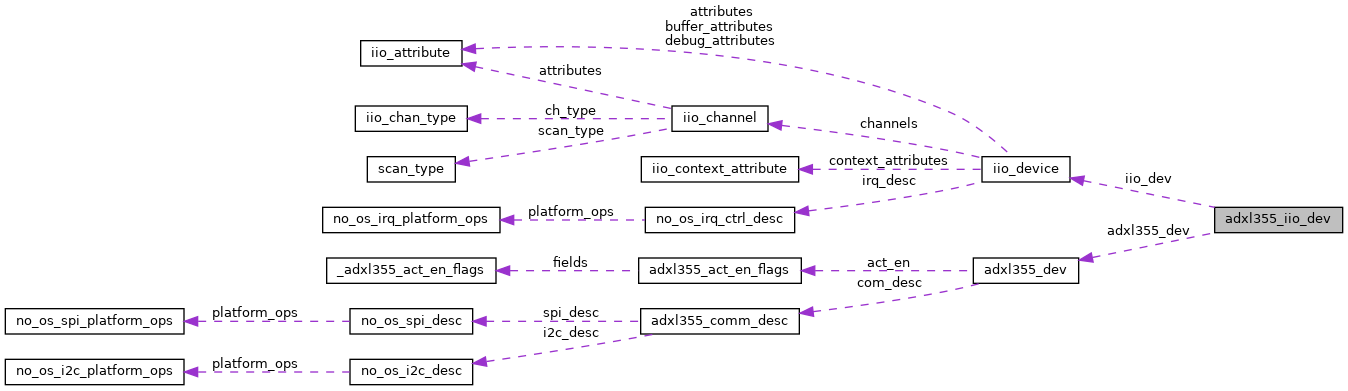 attributes
buffer_attributes
debug_attributes
iio_attribute
attributes
ch_type
iio_chan_type
iio_channel
channels
scan_type
scan_type
iio_context_attribute
context_attributes
iio_device
irq_desc
iio_dev
no_os_irq_platform_ops
platform_ops
no_os_irq_ctrl_desc
adxl355_iio_dev
adxl355_dev
_adxl355_act_en_flags
fields
adxl355_act_en_flags
act_en
adxl355_dev
com_desc
no_os_spi_platform_ops
platform_ops
no_os_spi_desc
spi_desc
adxl355_comm_desc
i2c_desc
no_os_i2c_platform_ops
platform_ops
no_os_i2c_desc